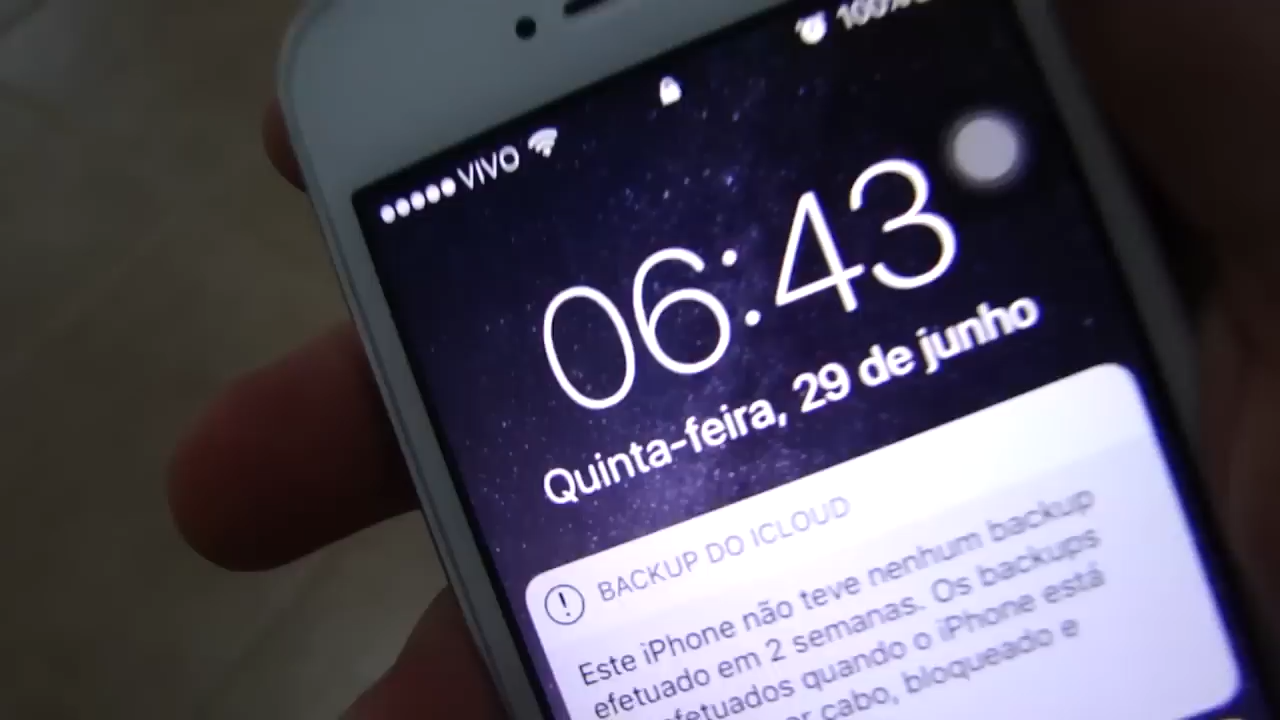 VIVO
100%
06:43
Quinta-feira, 29 de junho
BACKUP DO ICLOUD
Este iPhone não teve nenhum backup
efetuado em 2 semanas. Os backups
efetuados quando o iPhone está
cabo, bloqueado e